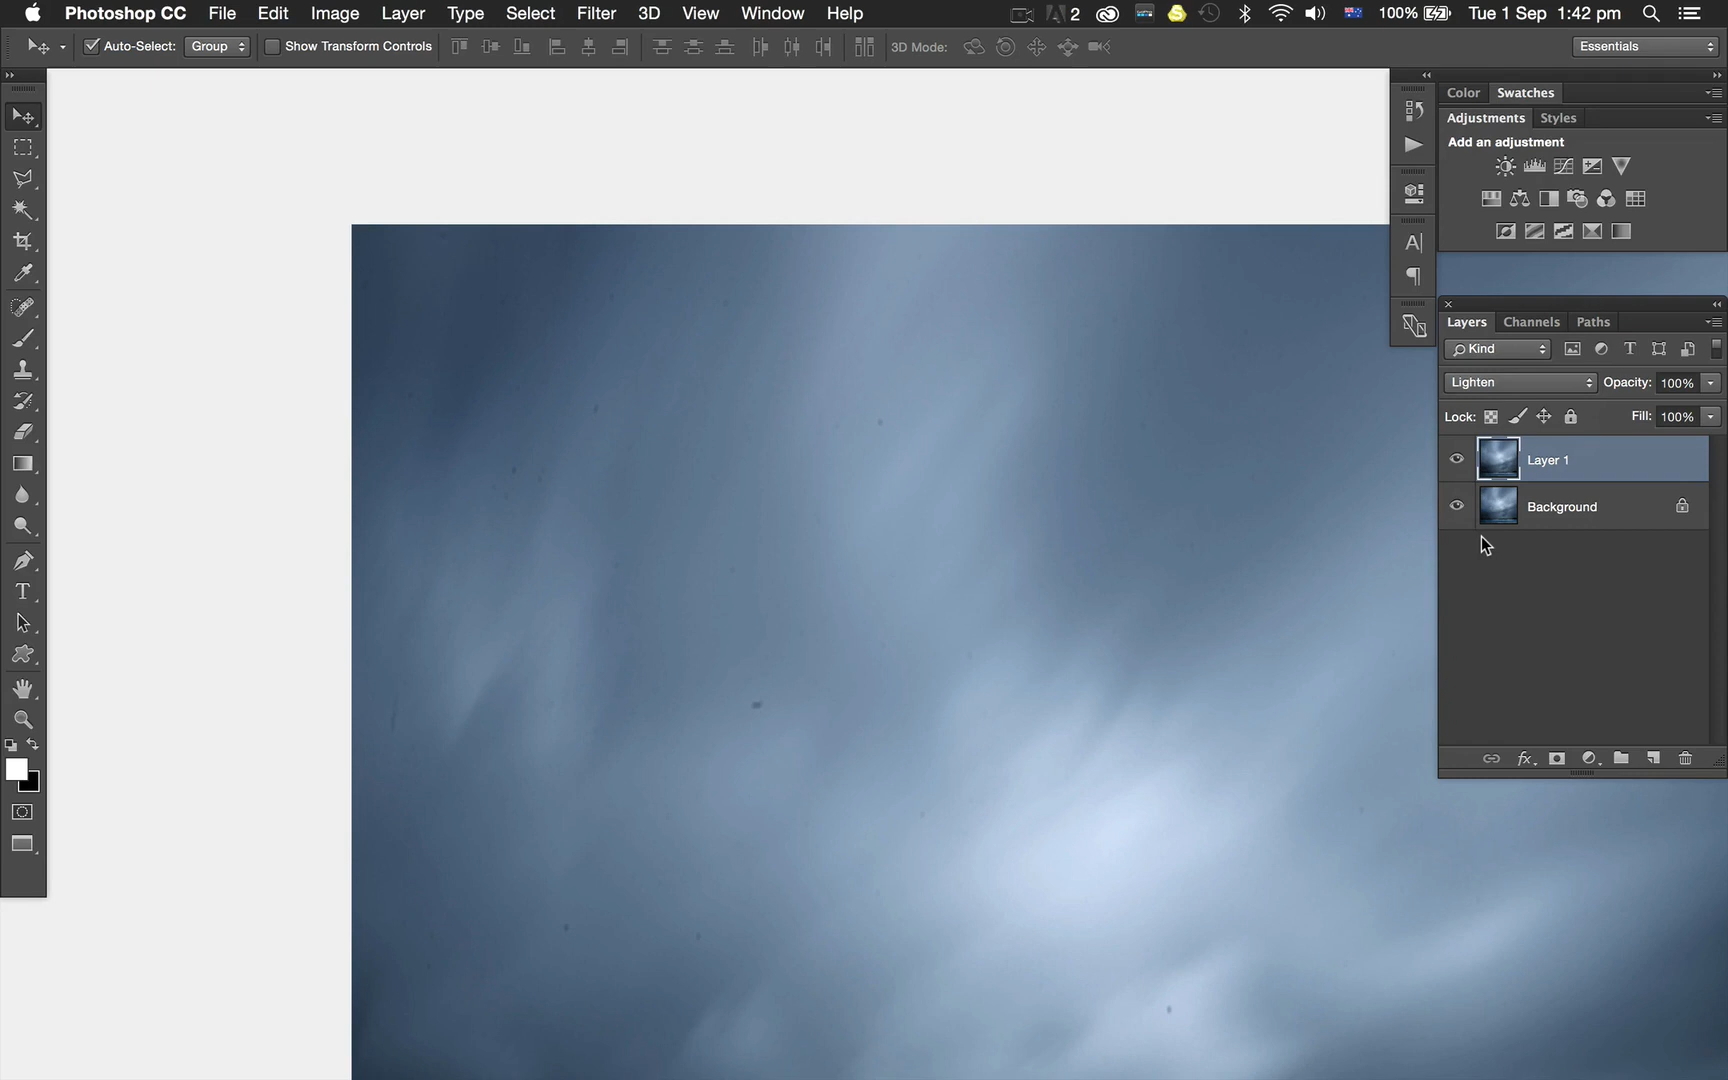 Photoshop CC File Edit Image Layer Type Select Filter 3D View Window Help 2 100% Tue 1 Sep 1:42 pm
Auto-Select: Group Show Transform Controls 3D Mode: Essentials
Color Swatches
Adjustments Styles
Add an adjustment
Layers Channels Paths
Kind
Lighten Opacity: 100%
Lock: Fill: 100%
Layer 1
Background